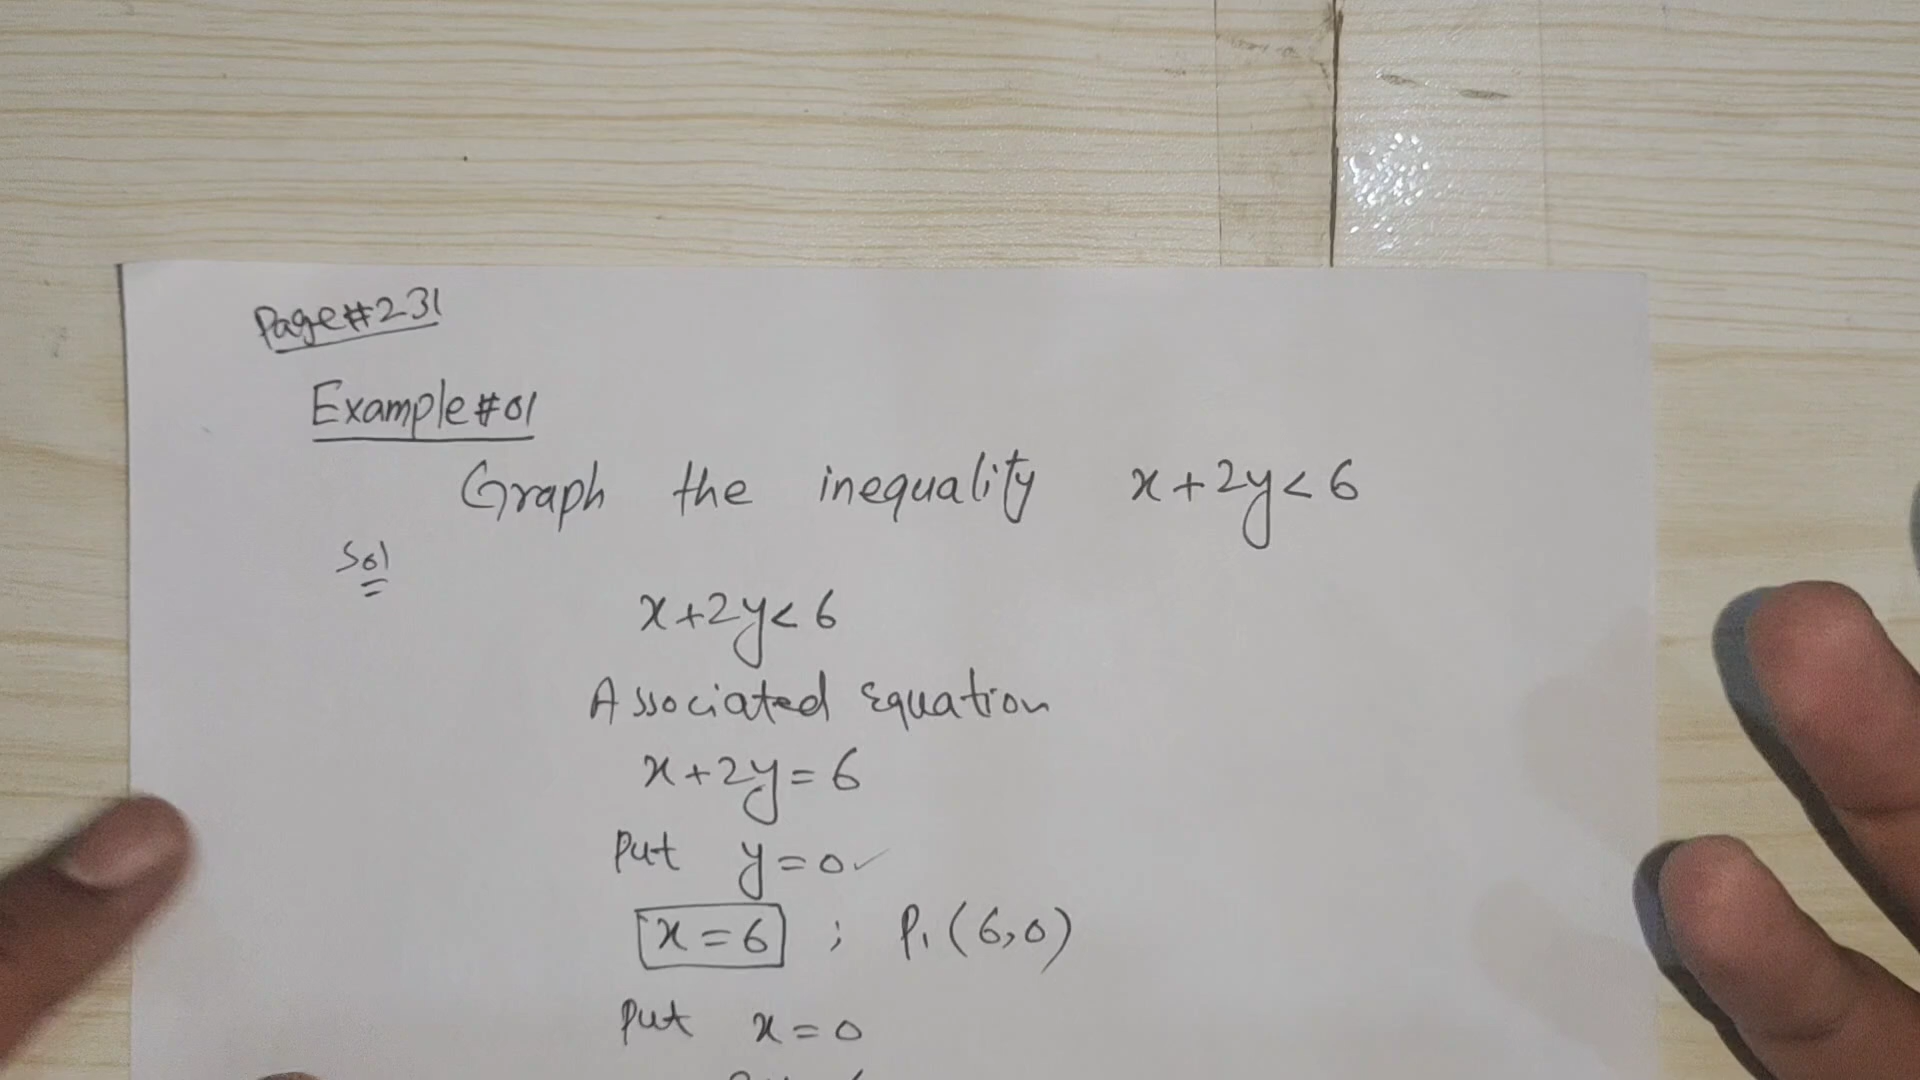 Page#231
Example#01
Graph the inequality x+2y<6
Sol
x+2y<6
Associated Equation
x+2y=6
Put y=0✓
x=6 ; P₁(6,0)
Put x=0